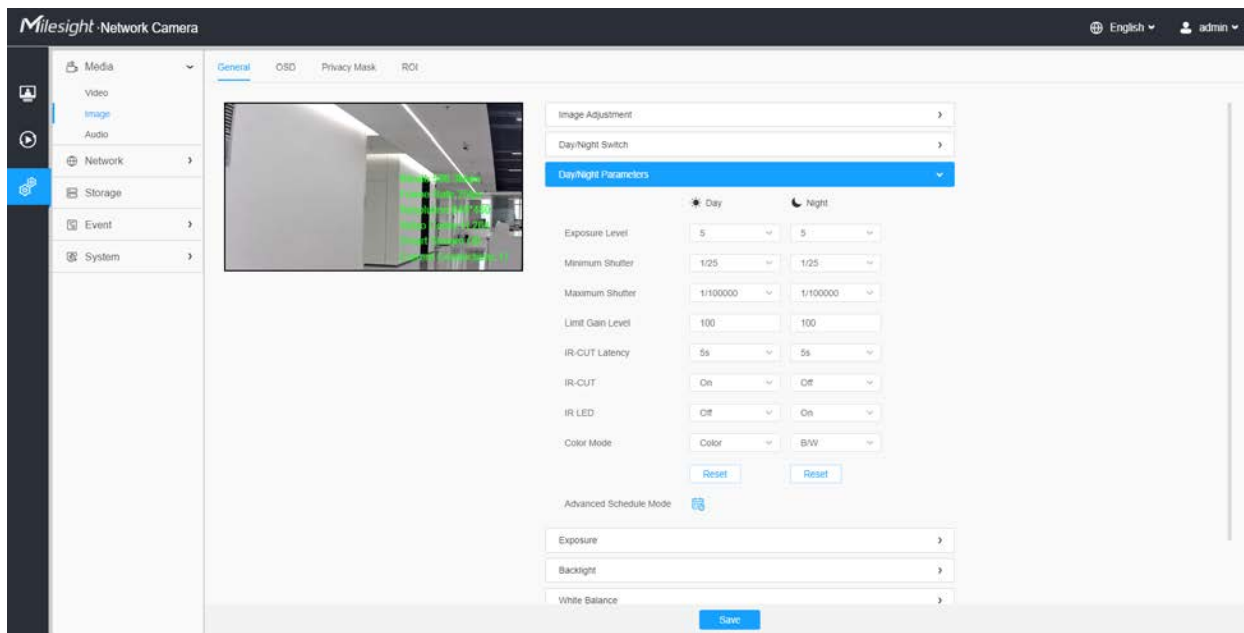 Milesight ·Network Camera
English
admin
Media
Video
Image
Audio
Network
Storage
Event
System
General OSD Privacy Mask ROI
Image Adjustment
Day/Night Switch
Day/Night Parameters
Day Night
Exposure Level 5 5
Minimum Shutter 1/25 1/25
Maximum Shutter 1/100000 1/100000
Limit Gain Level 100 100
IR-CUT Latency 5s 5s
IR-CUT On Off
IR LED Off On
Color Mode Color B/W
Reset Reset
Advanced Schedule Mode
Exposure
Backlight
White Balance
Save